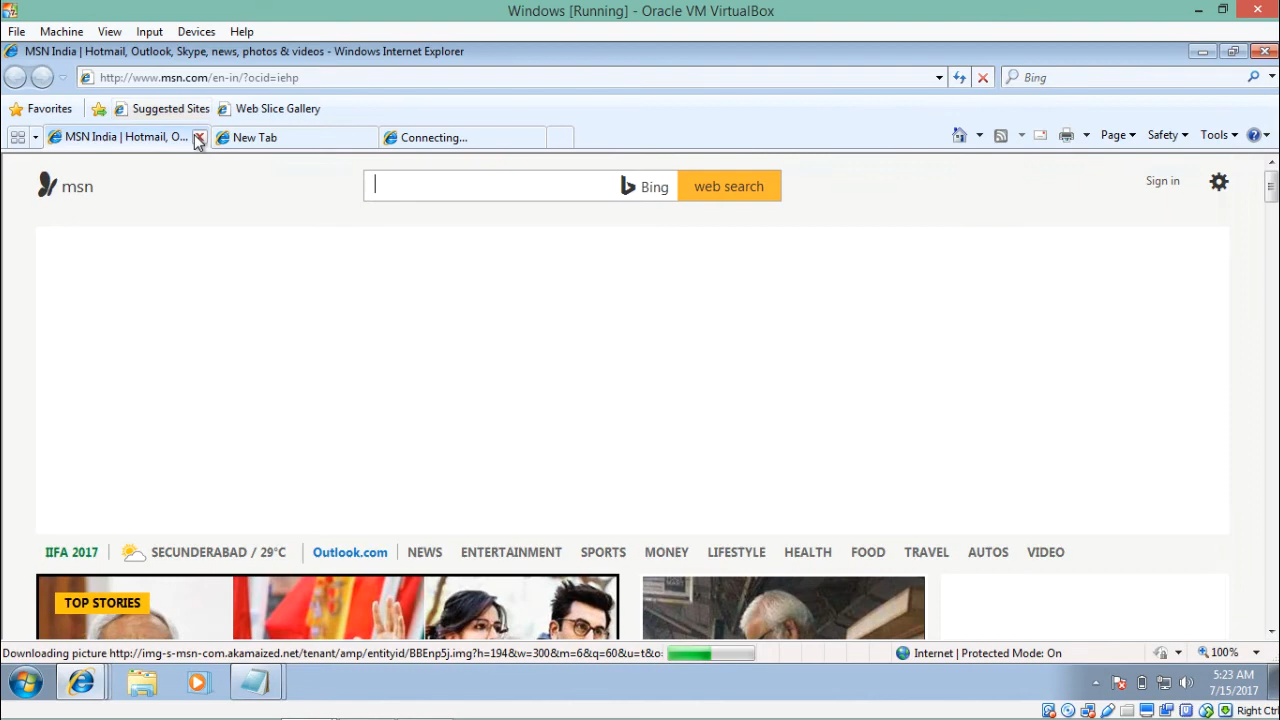 Windows [Running] - Oracle VM VirtualBox
File Machine View Input Devices Help
MSN India | Hotmail, Outlook, Skype, news, photos & videos - Windows Internet Explorer
http://www.msn.com/en-in/?ocid=iehp
Bing
Favorites Suggested Sites Web Slice Gallery
MSN India | Hotmail, O... New Tab Connecting... Page Safety Tools
msn Bing web search Sign in
IIFA 2017 SECUNDERABAD / 29°C Outlook.com NEWS ENTERTAINMENT SPORTS MONEY LIFESTYLE HEALTH FOOD TRAVEL AUTOS VIDEO
TOP STORIES
Downloading picture http://img-s-msn-com.akamaized.net/tenant/amp/entityid/BBEnp5j.img?h=194&w=300&m=6&q=60&u=t&o: Internet | Protected Mode: On 100%
5:23 AM
7/15/2017
Right Ctrl